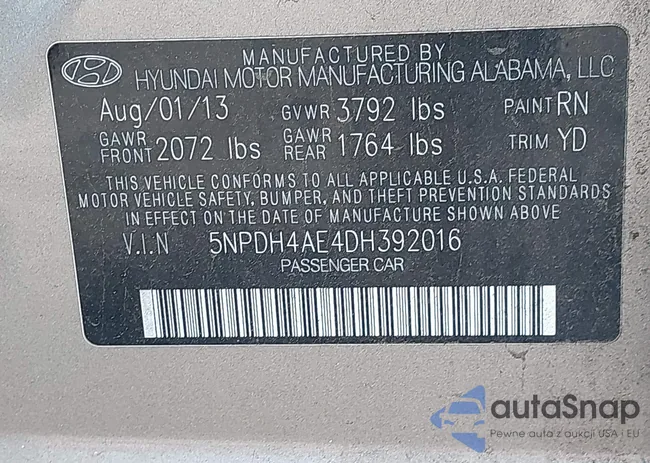 MANUFACTURED BY
HYUNDAI MOTOR MANUFACTURING ALABAMA, LLC
Aug/01/13 GVWR 3792 lbs PAINT RN
GAWR FRONT 2072 lbs GAWR REAR 1764 lbs TRIM YD
THIS VEHICLE CONFORMS TO ALL APPLICABLE U.S.A. FEDERAL
MOTOR VEHICLE SAFETY, BUMPER, AND THEFT PREVENTION STANDARDS
IN EFFECT ON THE DATE OF MANUFACTURE SHOWN ABOVE
V.I.N 5NPDH4AE4DH392016
PASSENGER CAR
autoSnap
Pewne auta z aukcji USA i EU